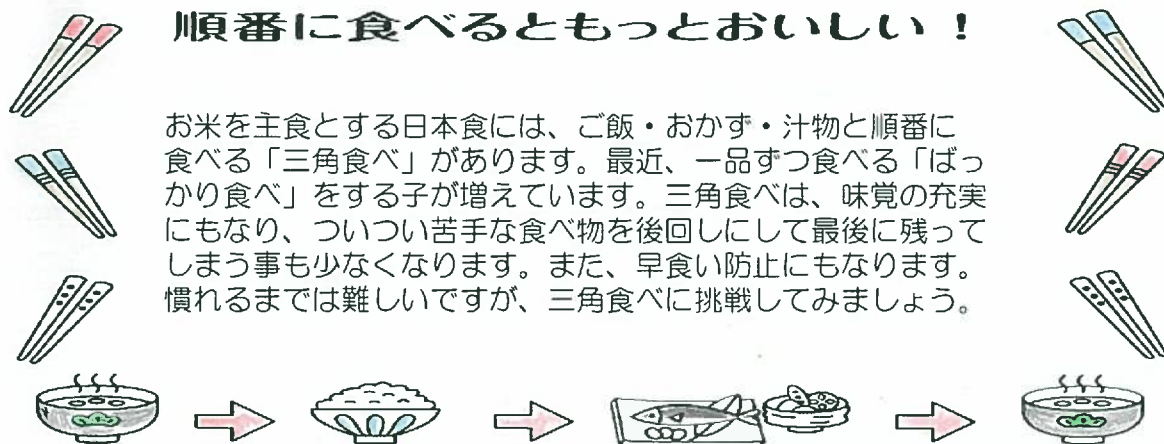 順番に食べるともっとおいしい！
お米を主食とする日本食には、ご飯・おかず・汁物と順番に
食べる「三角食べ」があります。最近、一品ずつ食べる「ばっ
かり食べ」をする子が増えています。三角食べは、味覚の充実
にもなり、ついつい苦手な食べ物を後回しにして最後に残って
しまう事も少なくなります。また、早食い防止にもなります。
慣れるまでは難しいですが、三角食べに挑戦してみましょう。